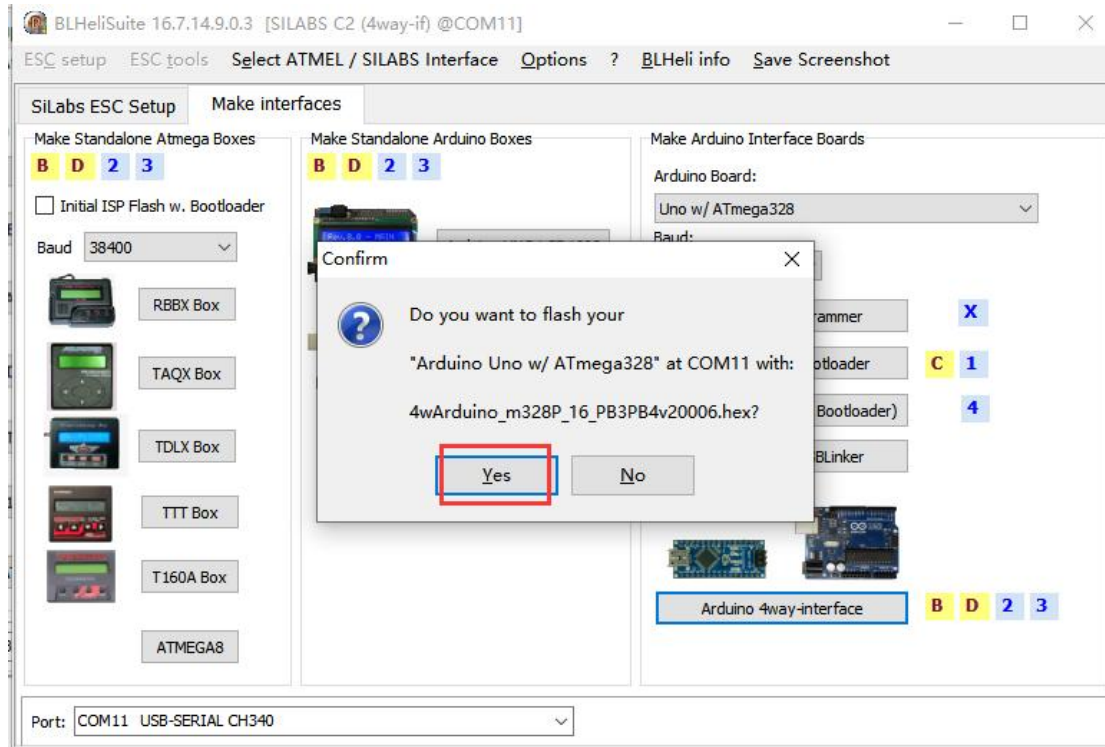 BLHeliSuite 16.7.14.9.0.3 [SILABS C2 (4way-if) @COM11]
ESC setup ESC tools Select ATMEL / SILABS Interface Options ? BLHeli info Save Screenshot
SiLabs ESC Setup Make interfaces
Make Standalone Atmega Boxes
B D 2 3
Initial ISP Flash w. Bootloader
Baud 38400
RBBX Box
TAQX Box
TDLX Box
TTT Box
T160A Box
ATMEGA8
Make Standalone Arduino Boxes
B D 2 3
Make Arduino Interface Boards
Arduino Board:
Uno w/ ATmega328
Baud:
X
C 1
Bootloader) 4
Arduino 4way-interface B D 2 3
Confirm
Do you want to flash your
"Arduino Uno w/ ATmega328" at COM11 with:
4wArduino_m328P_16_PB3PB4v20006.hex?
Yes No
Port: COM11 USB-SERIAL CH340